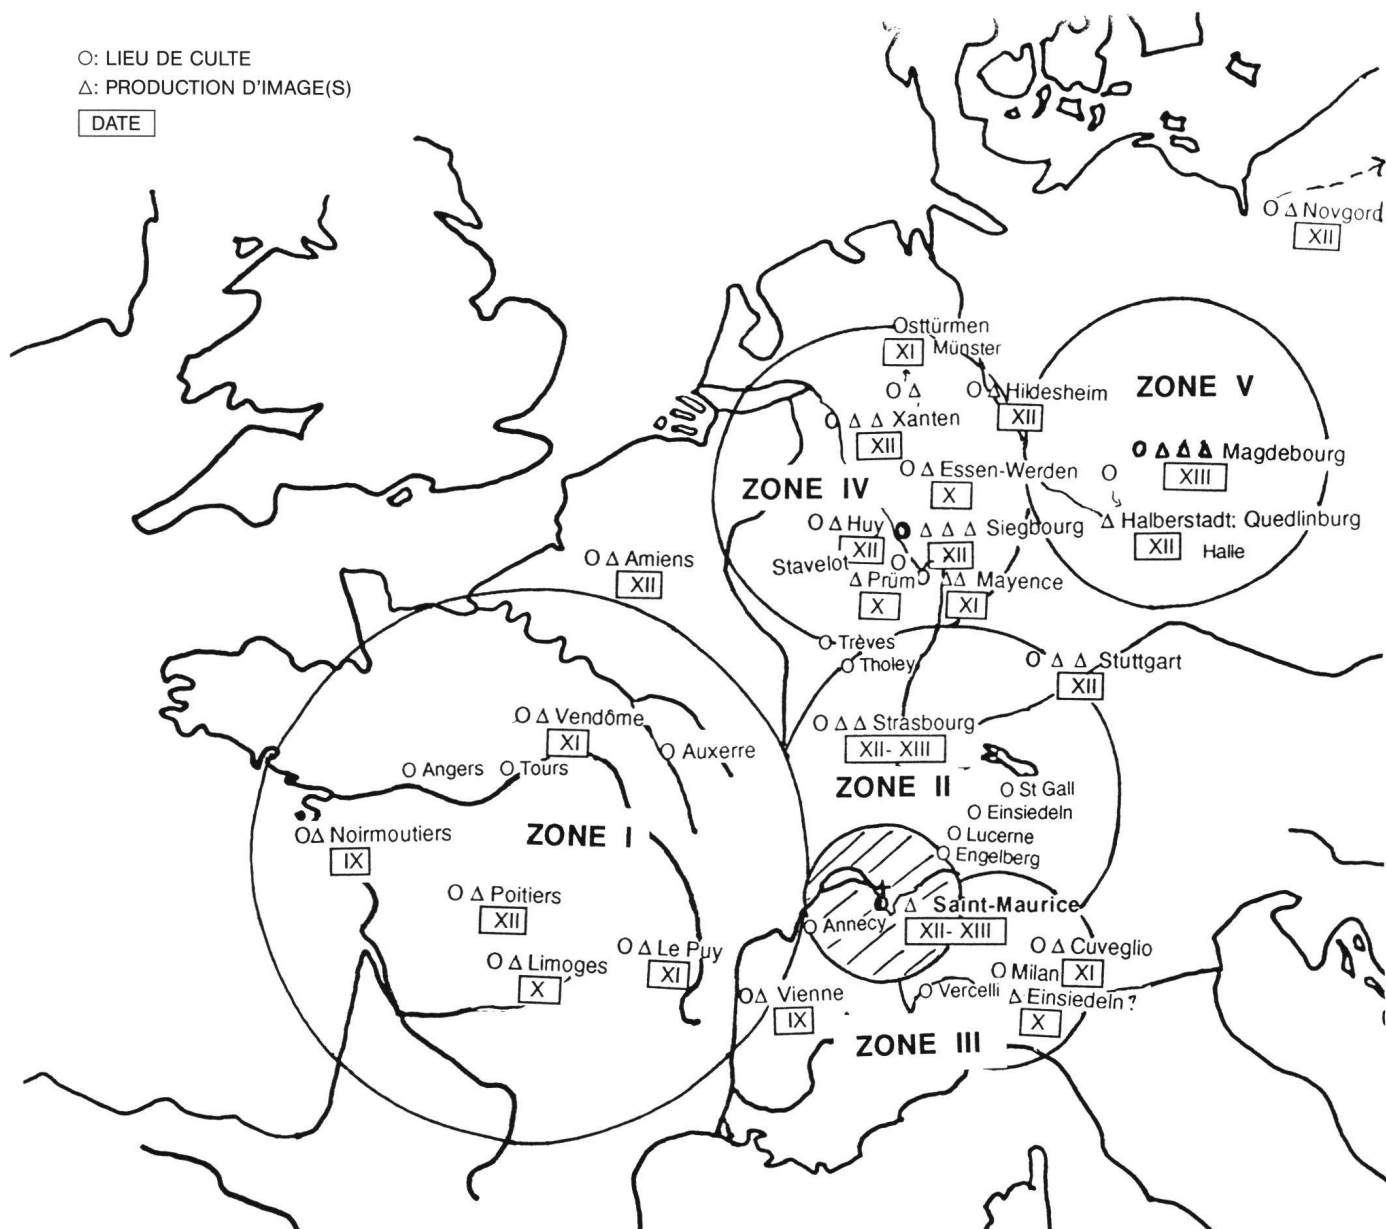 O: LIEU DE CULTE
Δ: PRODUCTION D'IMAGE(S)
DATE
O Δ Novgord
XII
Osttürmen
XI Münster
O Δ
O Δ Hildesheim
XII
O Δ Δ Xanten
XII
ZONE V
O Δ Δ Δ Magdebourg
XIII
O Δ Essen-Werden
X
O
ZONE IV
O Δ Huy
XII
O Δ Δ Δ Siegbourg
XII
Δ Halberstadt: Quedlinburg
XII Halle
Stavelot O
Δ Prüm
X
O Δ Δ Mayence
XI
O Δ Amiens
XII
O Trèves
O Tholey
O Δ Δ Stuttgart
XII
O Δ Vendôme
XI
O Δ Δ Strasbourg
XII-XIII
O Auxerre
O Angers
O Tours
ZONE II
O St Gall
O Einsiedeln
O Lucerne
O Engelberg
O Δ Noirmoutiers
IX
ZONE I
O Δ Poitiers
XII
O Δ Saint-Maurice
XII-XIII
O Annecy
O Δ Le Puy
XI
O Δ Limoges
X
O Δ Cuveglio
XI
O Milan
O Vercelli
Δ Einsiedeln ?
X
O Δ Vienne
IX
ZONE III